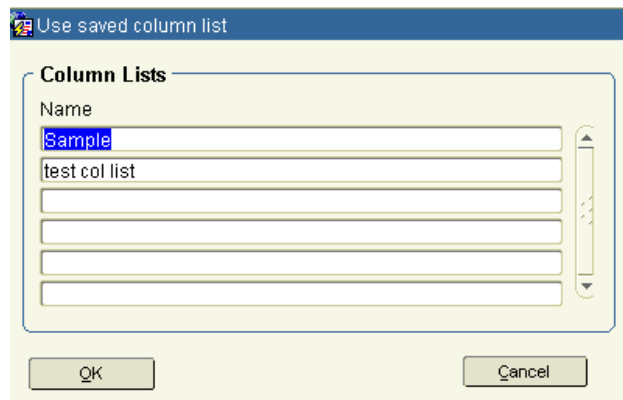 Use saved column list
Column Lists
Name
Sample
test col list
OK
Cancel